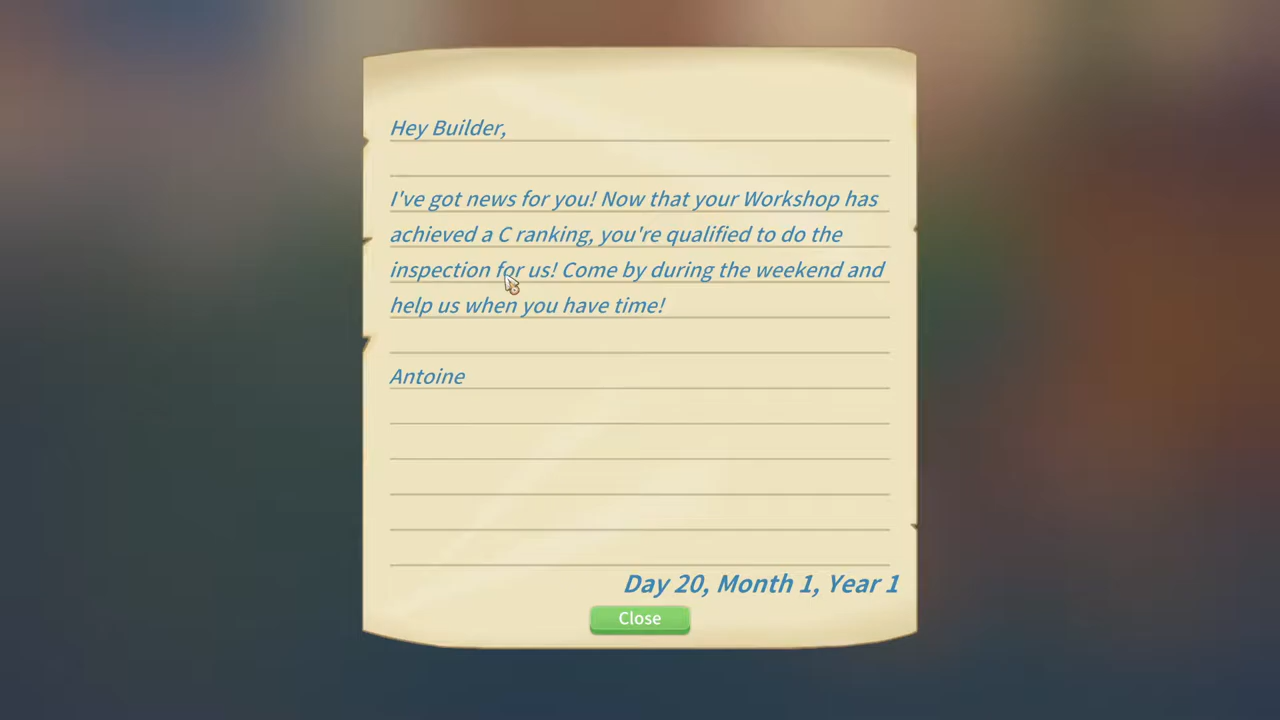 Hey Builder,
I've got news for you! Now that your Workshop has
achieved a C ranking, you're qualified to do the
inspection for us! Come by during the weekend and
help us when you have time!
Antoine
Day 20, Month 1, Year 1
Close